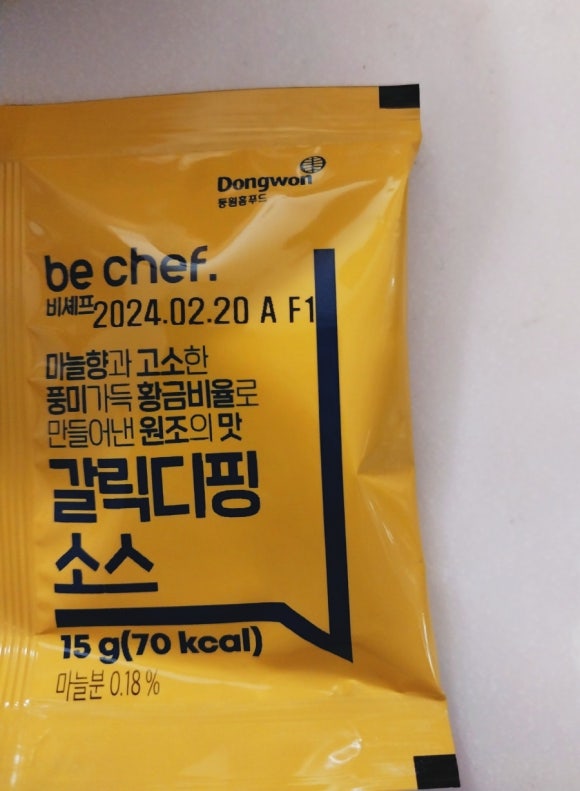 Dongwon
동원홈푸드
be chef.
비셰프 2024.02.20 A F1
마늘향과 고소한
풍미가득 황금비율로
만들어낸 원조의 맛
갈릭디핑
소스
15 g(70 kcal)
마늘분 0.18 %